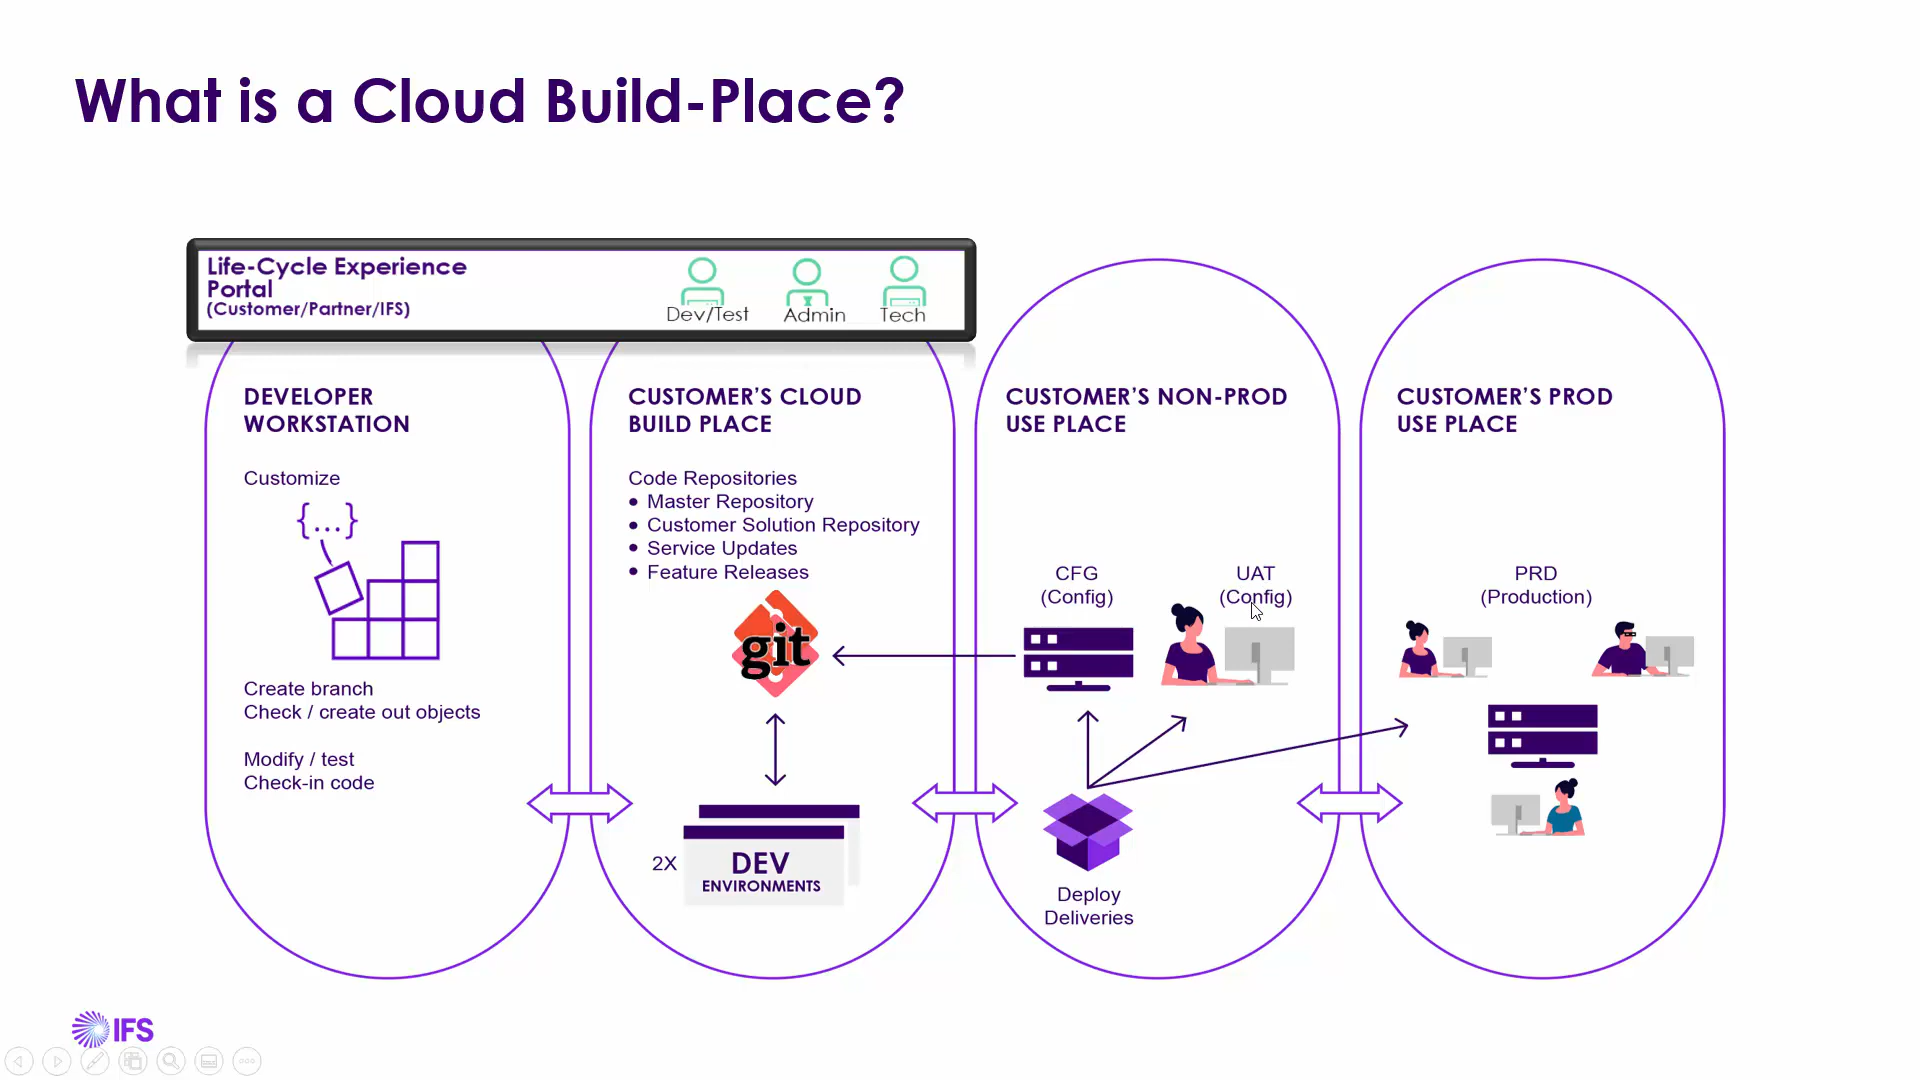 What is a Cloud Build-Place?
Life-Cycle Experience
Portal
(Customer/Partner/IFS)
Dev/Test
Admin
Tech
DEVELOPER
WORKSTATION
Customize
{...}
Create branch
Check / create out objects
Modify / test
Check-in code
CUSTOMER’S CLOUD
BUILD PLACE
Code Repositories
• Master Repository
• Customer Solution Repository
• Service Updates
• Feature Releases
git
2X
DEV
ENVIRONMENTS
CUSTOMER’S NON-PROD
USE PLACE
CFG
(Config)
UAT
(Config)
Deploy
Deliveries
CUSTOMER’S PROD
USE PLACE
PRD
(Production)
IFS